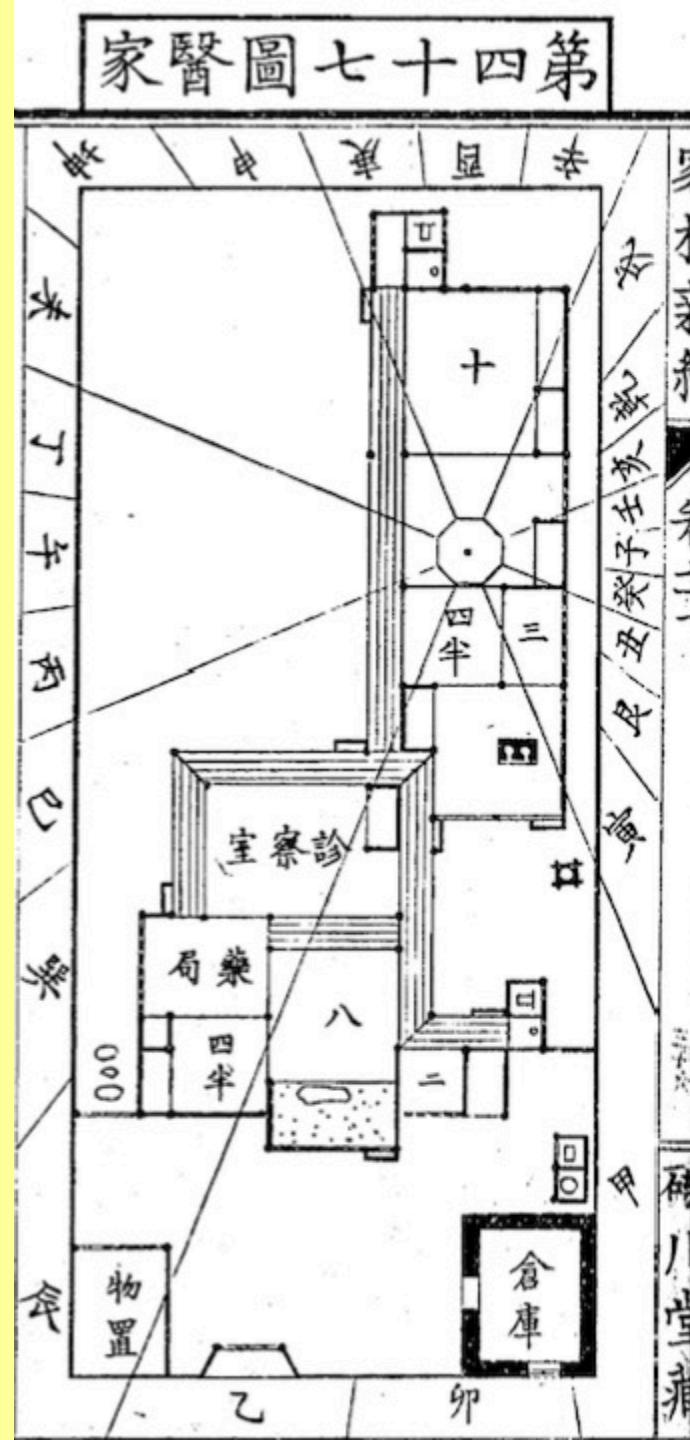 第四十七圖醫家
坤
申
庚
酉
辛
戌
乾
亥
壬
子
癸
丑
艮
寅
甲
卯
乙
辰
巽
巳
丙
午
丁
未
十
四半
三
診察室
藥局
八
四半
二
物置
倉庫